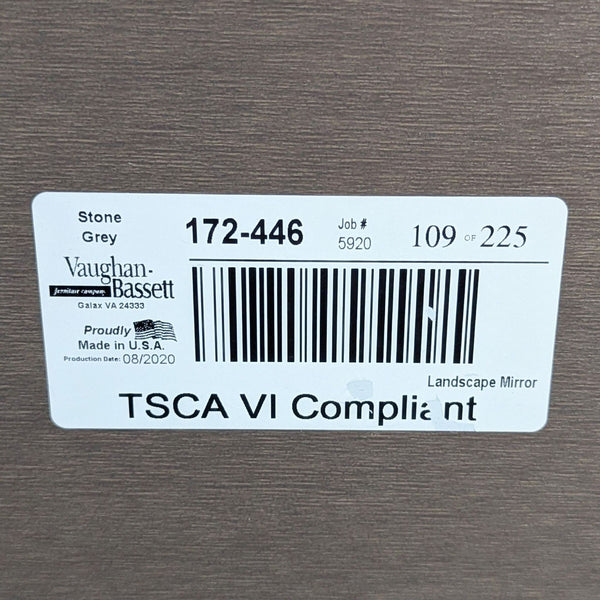 Stone
Grey
172-446
Job #
5920
109 OF 225
Vaughan-
Bassett
furniture company
Galax VA 24333
Proudly
Made in U.S.A.
Production Date: 08/2020
Landscape Mirror
TSCA VI Compliant